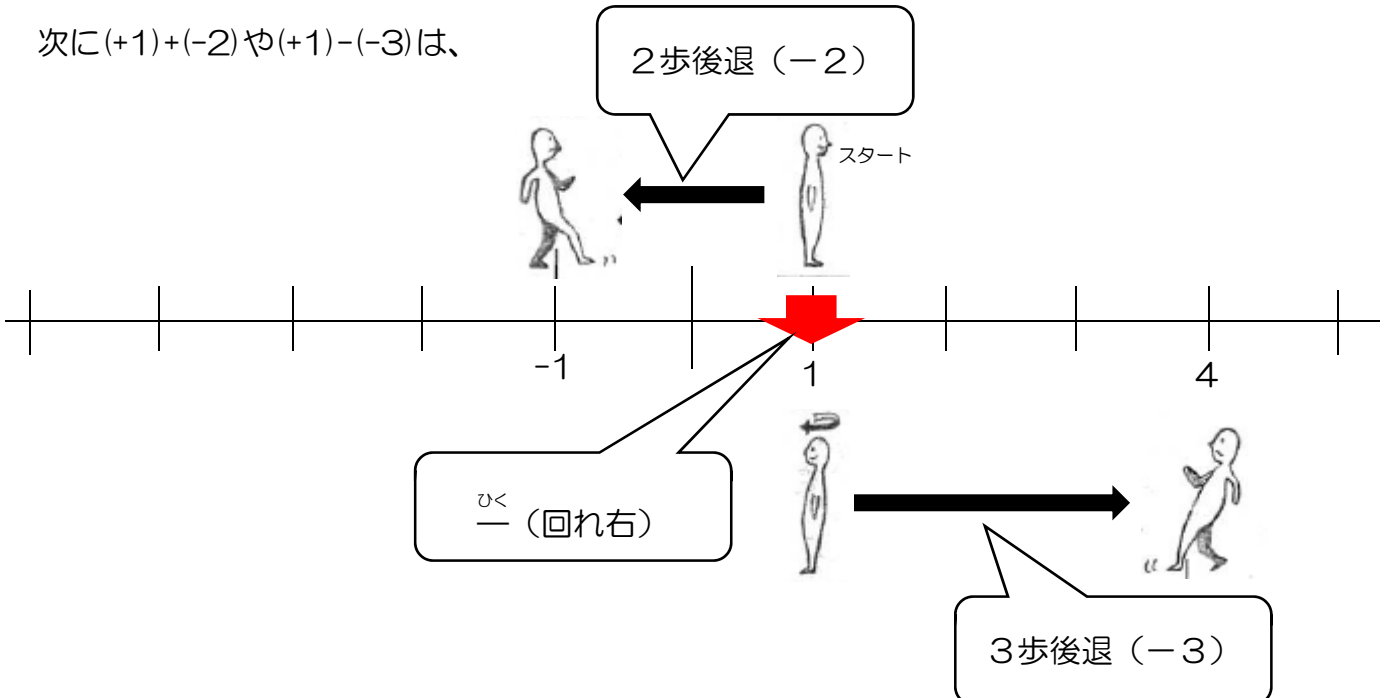 次に(+1)+(-2)や(+1)-(-3)は、
２歩後退（－２）
スタート
-1
1
4
ひく
－（回れ右）
３歩後退（－３）